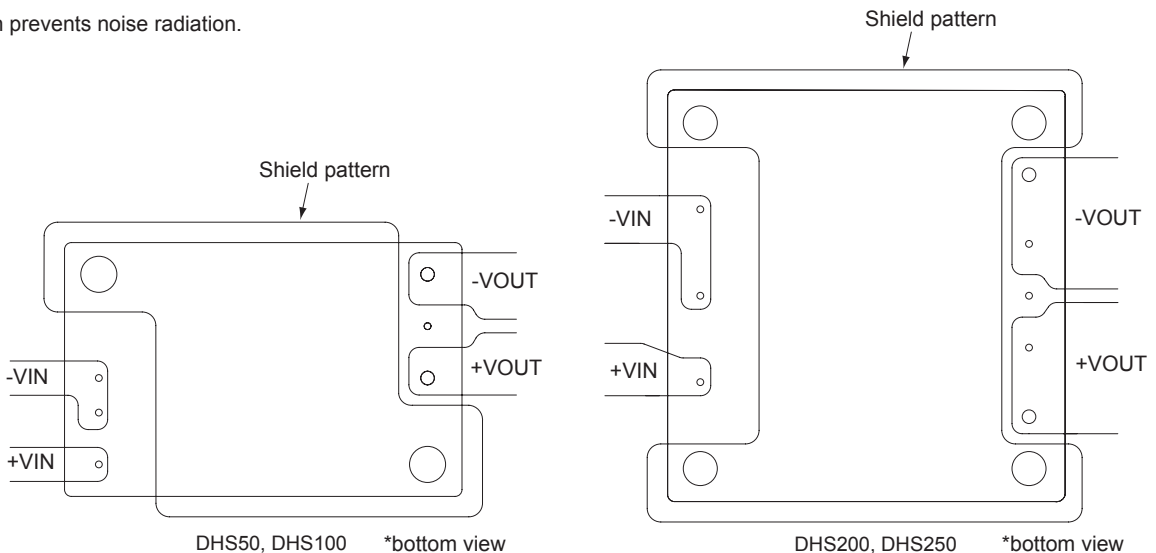 prevents noise radiation.
Shield pattern
-VIN
+VIN
-VOUT
+VOUT
DHS50, DHS100 *bottom view
Shield pattern
-VIN
+VIN
-VOUT
+VOUT
DHS200, DHS250 *bottom view